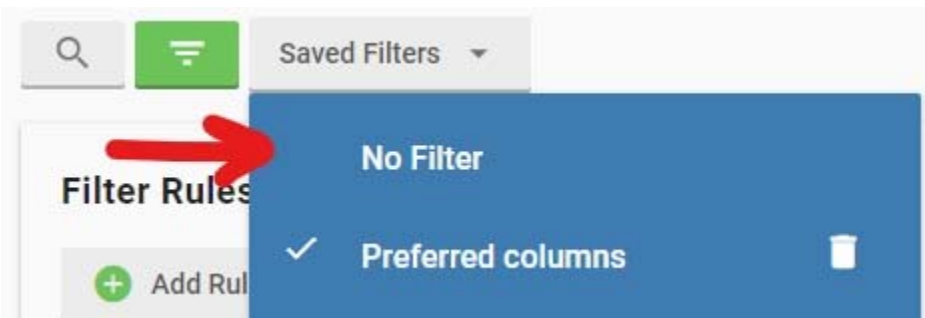 Saved Filters
No Filter
Filter Rules
Preferred columns
Add Rul